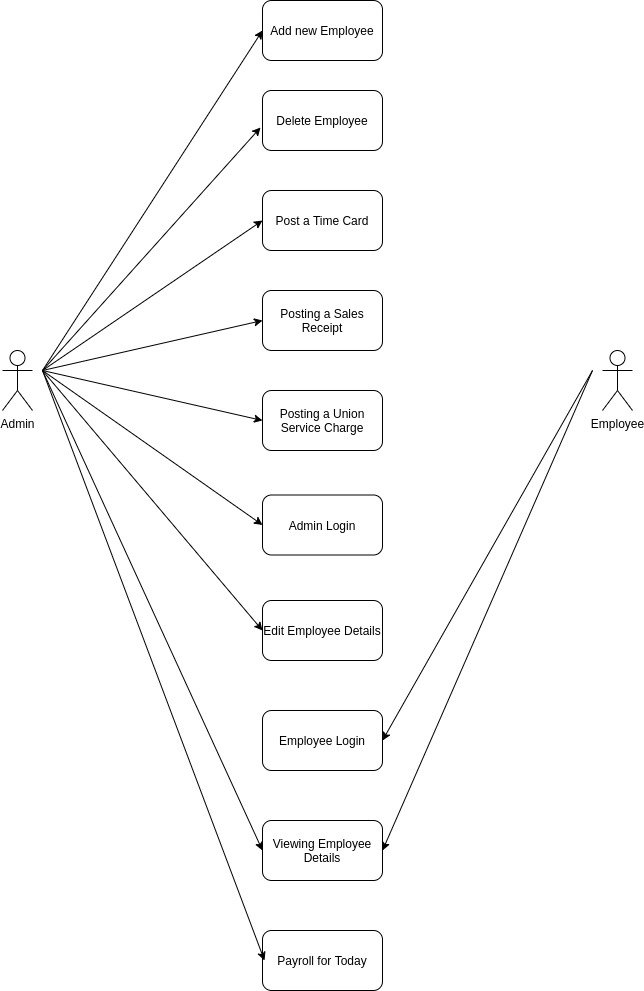 Add new Employee
Delete Employee
Post a Time Card
Posting a Sales
Receipt
Admin
Employee
Posting a Union
Service Charge
Admin Login
Edit Employee Details
Employee Login
Viewing Employee
Details
Payroll for Today